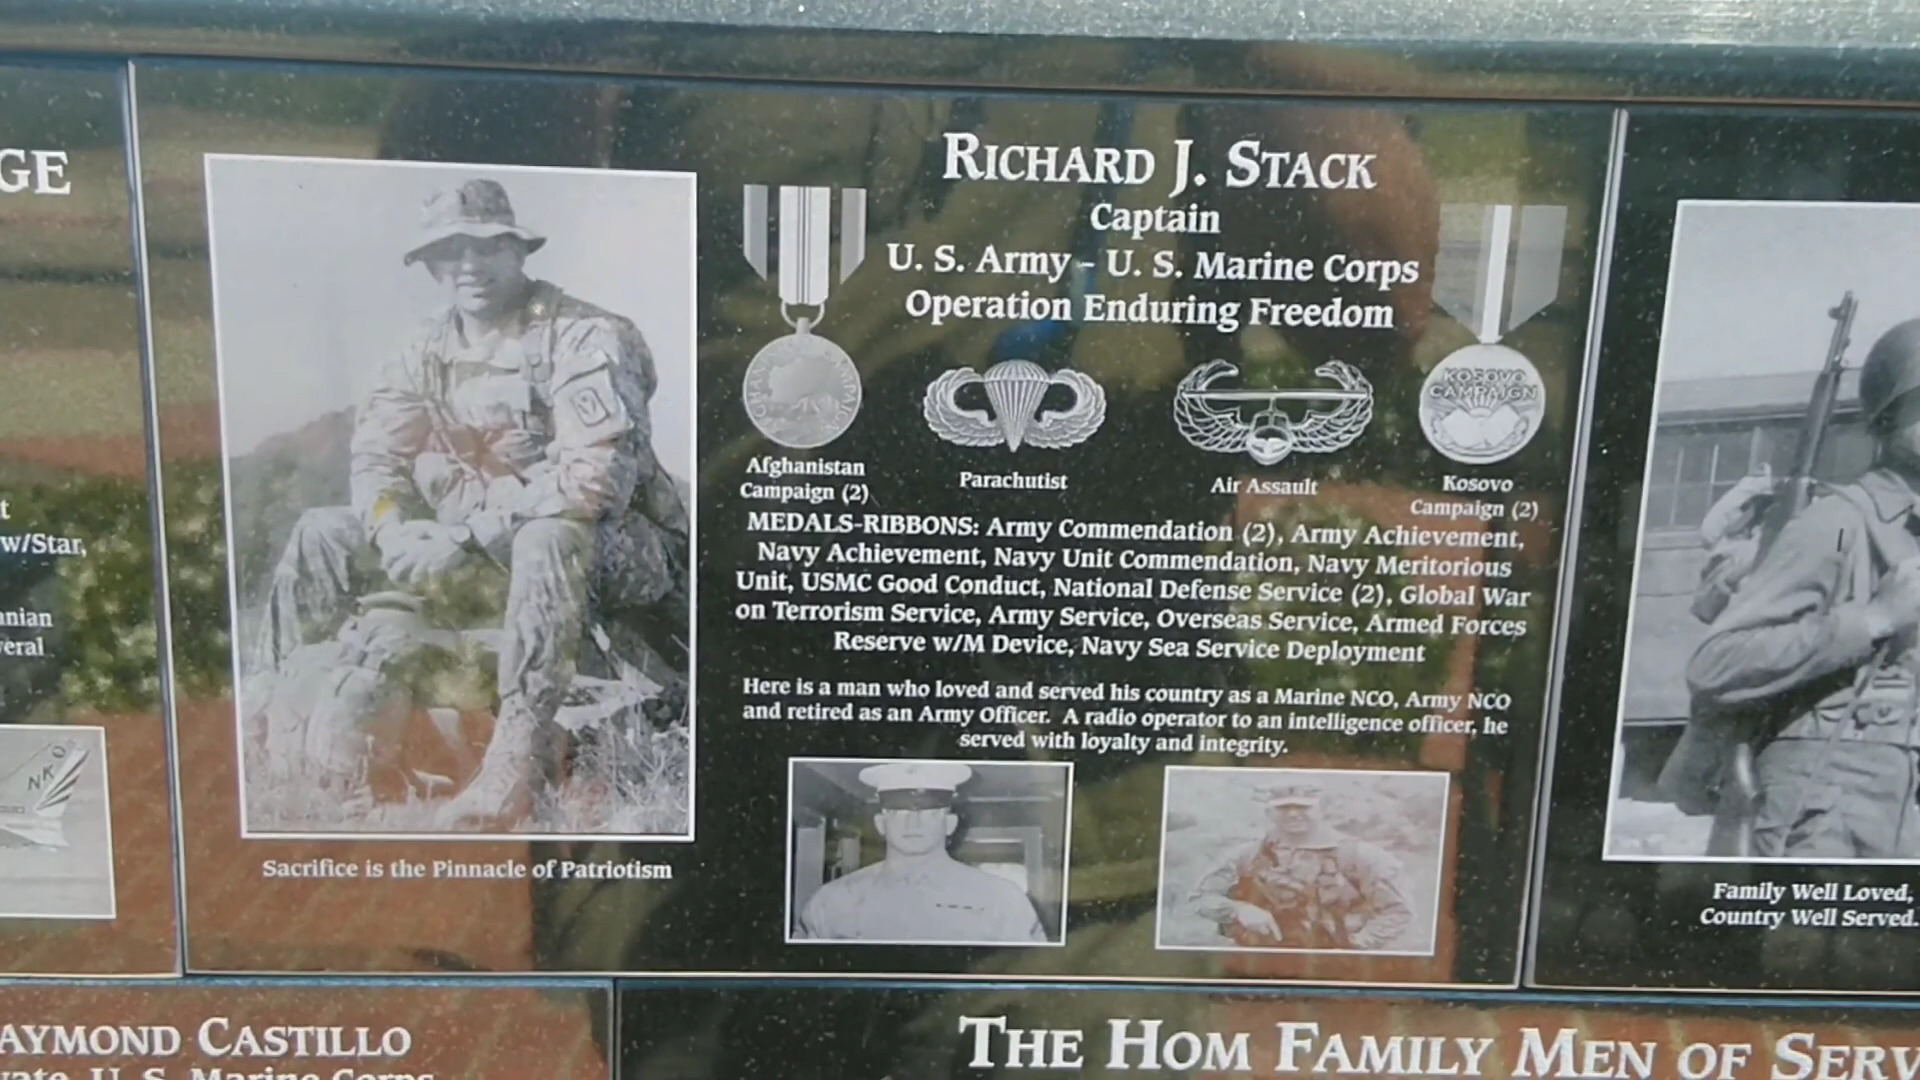 GE
t
w/Star,
RICHARD J. STACK
Captain
U. S. Army – U. S. Marine Corps
Operation Enduring Freedom
KOSOVO
CAMPAIGN
Afghanistan
Campaign (2)
Parachutist
Air Assault
Kosovo
Campaign (2)
MEDALS-RIBBONS: Army Commendation (2), Army Achievement,
Navy Achievement, Navy Unit Commendation, Navy Meritorious
Unit, USMC Good Conduct, National Defense Service (2), Global War
on Terrorism Service, Army Service, Overseas Service, Armed Forces
Reserve w/M Device, Navy Sea Service Deployment
Here is a man who loved and served his country as a Marine NCO, Army NCO
and retired as an Army Officer. A radio operator to an intelligence officer, he
served with loyalty and integrity.
Sacrifice is the Pinnacle of Patriotism
NK
Family Well Loved,
Country Well Served.
AYMOND CASTILLO
U. S. Marine Corps
THE HOM FAMILY MEN OF SERV